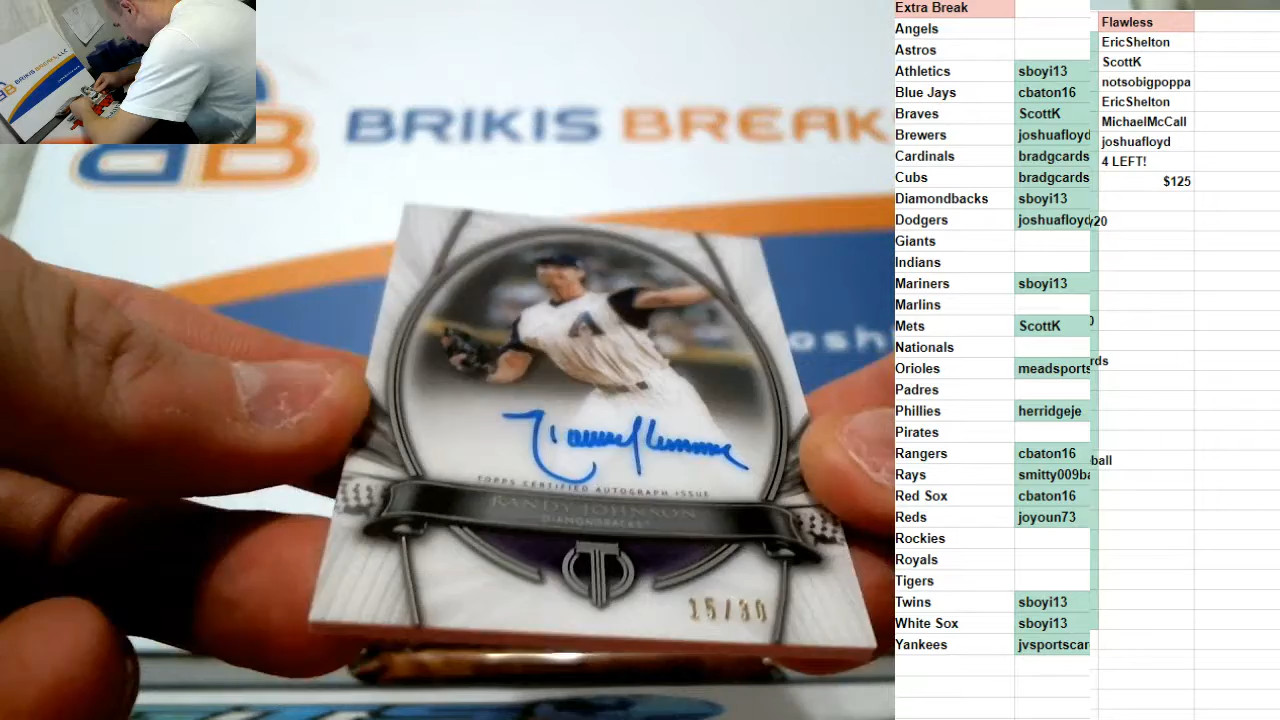 BRIKIS BREAKS, LLC
BRIKIS BREAK
TOPPS CERTIFIED AUTOGRAPH ISSUE
RANDY JOHNSON
DIAMONDBACKS
15/30
Extra Break
Angels
Astros
Athletics sboyi13
Blue Jays cbaton16
Braves ScottK
Brewers joshuafloyd
Cardinals bradgcards
Cubs bradgcards
Diamondbacks sboyi13
Dodgers joshuafloyd/20
Giants
Indians
Mariners sboyi13
Marlins
Mets ScottK
Nationals
Orioles meadsports
Padres
Phillies herridgeje
Pirates
Rangers cbaton16
Rays smitty009ba
Red Sox cbaton16
Reds joyoun73
Rockies
Royals
Tigers
Twins sboyi13
White Sox sboyi13
Yankees jvsportscar
Flawless
EricShelton
ScottK
notsobigpoppa
EricShelton
MichaelMcCall
joshuafloyd
4 LEFT!
$125
rds
ball